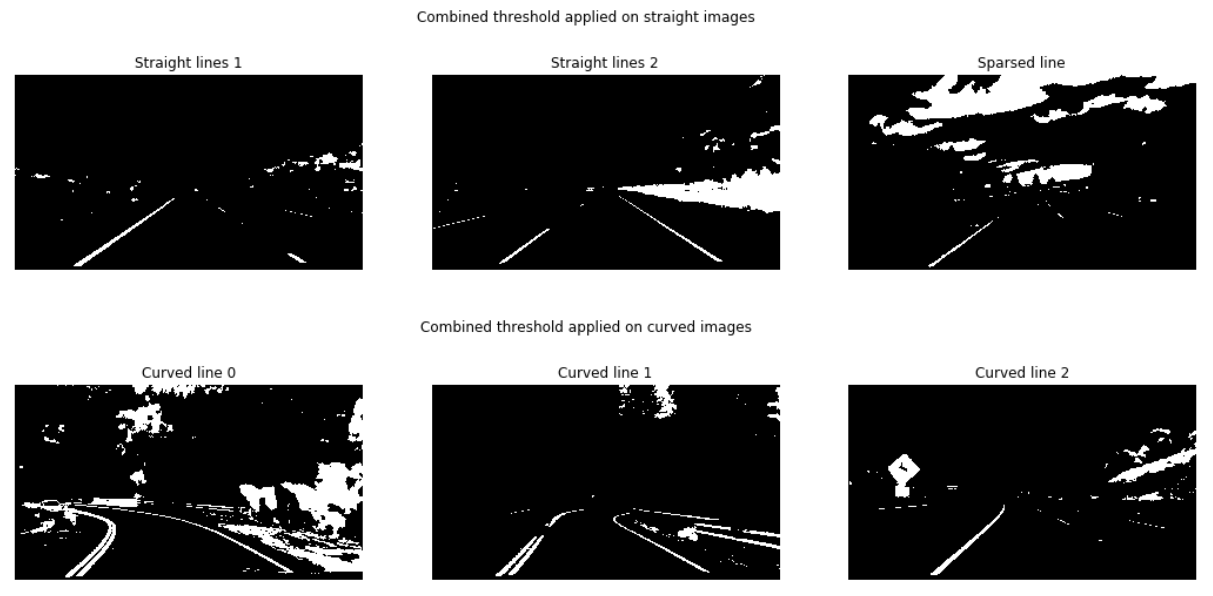 Combined threshold applied on straight images
Straight lines 1
Straight lines 2
Sparsed line
Combined threshold applied on curved images
Curved line 0
Curved line 1
Curved line 2